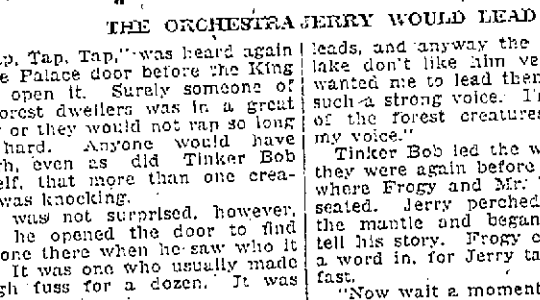 THE ORCHESTRA JERRY WOULD LEAD
Tap, Tap," was heard again
Palace door before the King
open it. Surely someone of
dwellers was in a great
or they would not rap so long
hard. Anyone would have
even as did Tinker Bob
that more than one crea-
was knocking.
was not surprised, however,
he opened the door to find
one there when he saw who it
It was one who usually made
fuss for a dozen. It was
leads, and anyway the
lake don't like him
wanted me to lead
such a strong voice.
of the forest creatures
my voice."
Tinker Bob led the
they were again before
where Frogy and Mr.
seated. Jerry perched
the mantle and began
tell his story. Frogy
a word in, for Jerry
fast.
"Now wait a moment